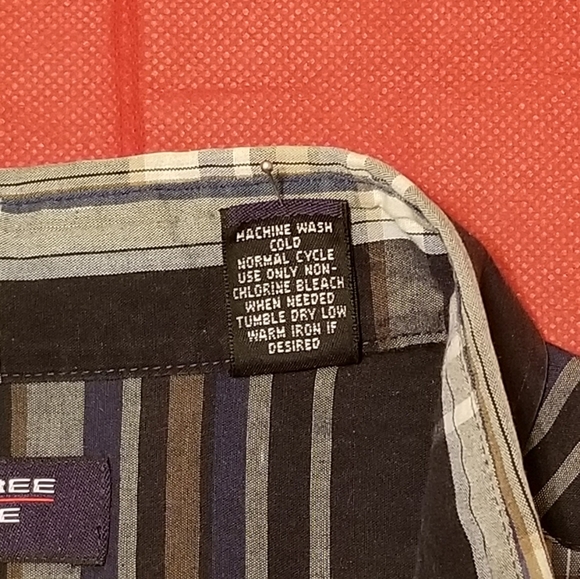 MACHINE WASH
COLD
NORMAL CYCLE
USE ONLY NON-
CHLORINE BLEACH
WHEN NEEDED
TUMBLE DRY LOW
WARM IRON IF
DESIRED
REE
E